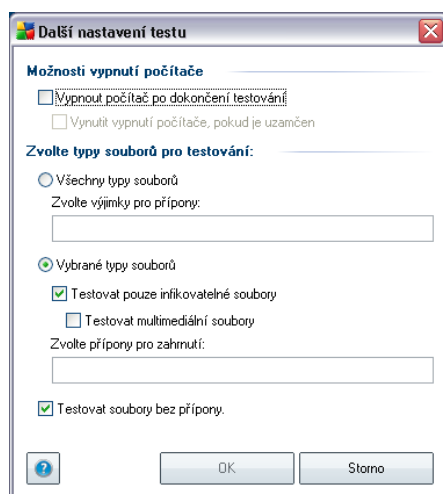 Další nastavení testu
Možnosti vypnutí počítače
Vypnout počítač po dokončení testování
Vynutit vypnutí počítače, pokud je uzamčen
Zvolte typy souborů pro testování:
Všechny typy souborů
Zvolte výjimky pro přípony:
Vybrané typy souborů
Testovat pouze infikovatelné soubory
Testovat multimediální soubory
Zvolte přípony pro zahrnutí:
Testovat soubory bez přípony.
?
OK
Storno